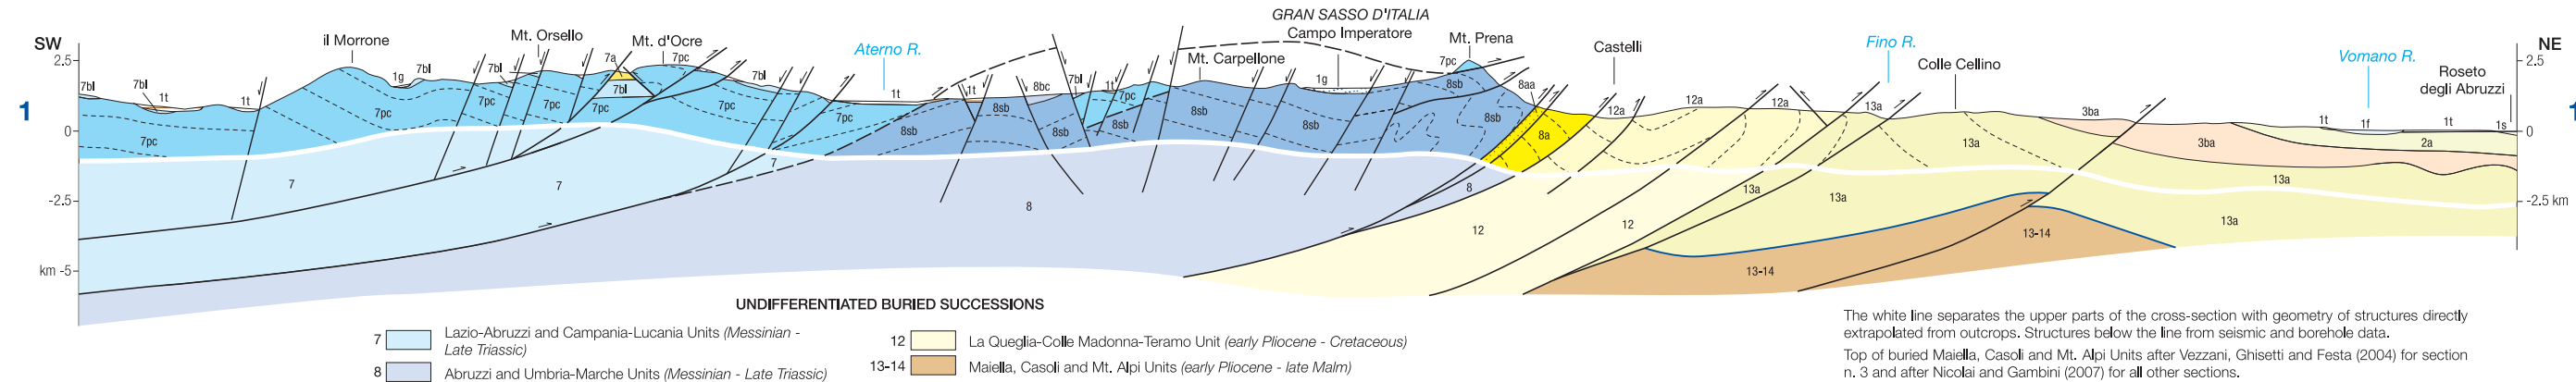 GRAN SASSO D'ITALIA
SW
il Morrone
Mt. Orsello
Mt. d'Ocre
Aterno R.
Campo Imperatore
Mt. Carpellone
Mt. Prena
Castelli
Fino R.
Colle Cellino
Vomano R.
Roseto
degli Abruzzi
NE
1
2.5
0
-2.5
km -5
7bl
7bl
1t
1t
1g
7bl
7bl
7a
7pc
7bl
1t
1t
8bc
7bl
1t
1g
7pc
8aa
12a
12a
12a
13a
3ba
1t
1f
1t
1s
2.5
0
-2.5 km
7pc
7pc
7pc
7pc
7bl
7pc
7pc
7pc
8sb
8sb
8sb
7pc
8sb
8sb
8sb
8sb
8sb
8a
13a
3ba
2a
7
7
7
8
8
12
12
13a
13a
13a
13a
13-14
13-14
UNDIFFERENTIATED BURIED SUCCESSIONS
7 Lazio-Abruzzi and Campania-Lucania Units (Messinian -
Late Triassic)
8 Abruzzi and Umbria-Marche Units (Messinian - Late Triassic)
12 La Queglia-Colle Madonna-Teramo Unit (early Pliocene - Cretaceous)
13-14 Maiella, Casoli and Mt. Alpi Units (early Pliocene - late Malm)
The white line separates the upper parts of the cross-section with geometry of structures directly
extrapolated from outcrops. Structures below the line from seismic and borehole data.
Top of buried Maiella, Casoli and Mt. Alpi Units after Vezzani, Ghisetti and Festa (2004) for section
n. 3 and after Nicolai and Gambini (2007) for all other sections.